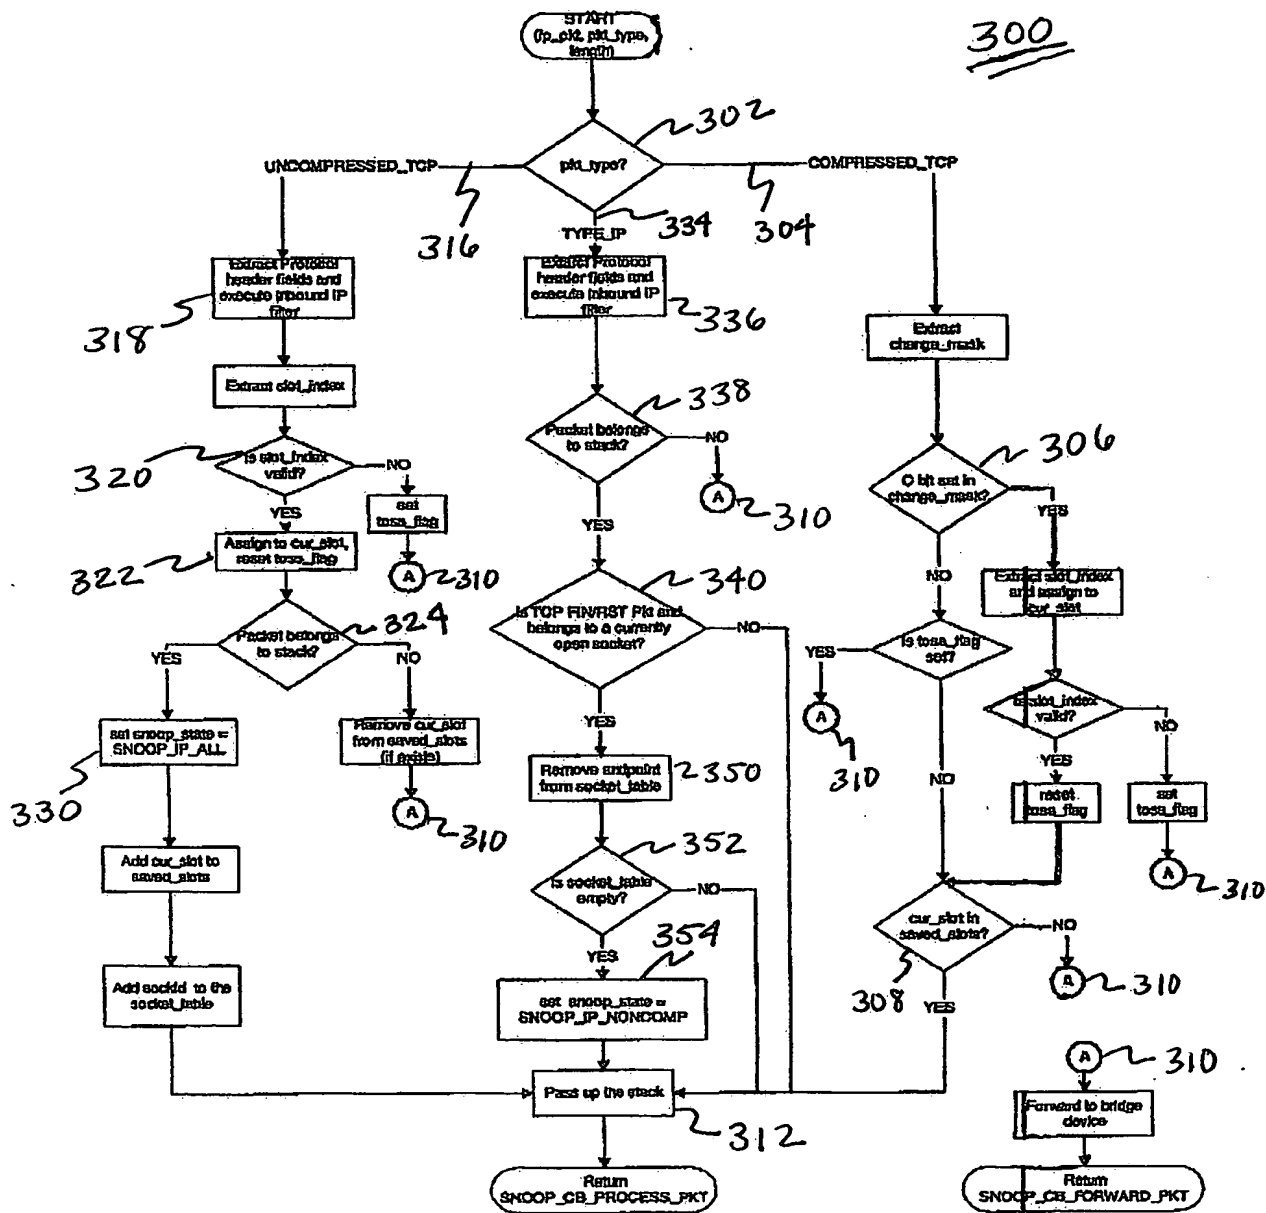 START
(ip_pkt, pkt_type,
length)
300
302
pkt_type?
UNCOMPRESSED_TCP
COMPRESSED_TCP
316
334
304
TYPE_IP
Extract Protocol
header fields and
execute inbound IP
filter
318
Extract Protocol
header fields and
execute inbound IP
filter
336
Extract
change_mask
Extract slot_index
338
Packet belongs
to stack?
NO
A
310
YES
306
C bit set in
change_mask?
YES
NO
320
Is slot_index
valid?
NO
YES
set
toss_flag
A
310
322
Assign to cur_slot,
reset toss_flag
324
Packet belongs
to stack?
YES
NO
340
Is TCP FIN/RST Pkt and
belongs to a currently
open socket?
NO
YES
Extract slot_index
and assign to
cur_slot
Is toss_flag
set?
YES
A
310
NO
Is slot_index
valid?
NO
YES
reset
toss_flag
set
toss_flag
A
310
set snoop_state =
SNOOP_IP_ALL
330
Remove cur_slot
from saved_slots
(if exists)
A
310
Remove endpoint
from socket_table
350
352
Is socket_table
empty?
NO
YES
354
Add cur_slot to
saved_slots
cur_slot in
saved_slots?
NO
A
310
308
YES
Add sockid to the
socket_table
set snoop_state =
SNOOP_IP_NONCOMP
Pass up the stack
312
A
310
Forward to bridge
device
Return
SNOOP_CB_PROCESS_PKT
Return
SNOOP_CB_FORWARD_PKT